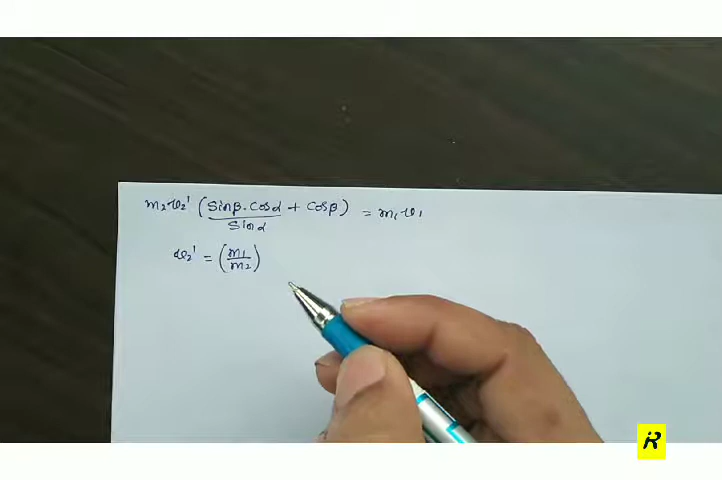 m₂v₂' (sinβ.cosα/sinα + cosβ) = m₁v₁
v₂' = (m₁/m₂)
R